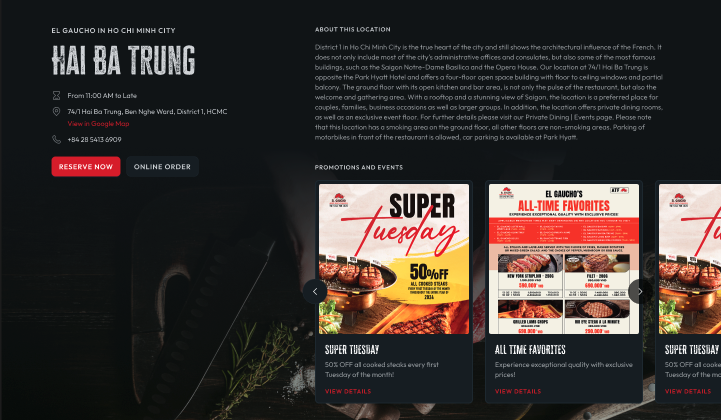 EL GAUCHO IN HO CHI MINH CITY
HAI BA TRUNG
From 11:00 AM to Late
74/1 Hai Ba Trung, Ben Nghe Ward, District 1, HCMC
View in Google Map
+84 28 5413 6909
RESERVE NOW
ONLINE ORDER
ABOUT THIS LOCATION
District 1 in Ho Chi Minh City is the true heart of the city and still shows the architectural influence of the French. It
does not only include most of the city's administrative offices and consulates, but also some of the most famous
buildings, such as the Saigon Notre-Dame Basilica and the Opera House. Our location at 74/1 Hai Ba Trung is
opposite the Park Hyatt Hotel and offers a four-floor open space building with floor to ceiling windows and partial
balcony. The ground floor with its open kitchen and bar area, is not only the pulse of the restaurant, but also the
welcome and gathering area. With a rooftop and a stunning view of Saigon, the location is a preferred place for
couples, families, business occasions as well as larger groups. In addition, the location offers private dining rooms,
as well as an exclusive event floor. For further details please visit our Private Dining | Events page. Please note
that this location has a smoking area on the ground floor, all other floors are non-smoking areas. Parking of
motorbikes in front of the restaurant is allowed, car parking is available at Park Hyatt.
PROMOTIONS AND EVENTS
SUPER
Tuesday
50% OFF
ALL COOKED STEAKS
2024
SUPER TUESDAY
50% OFF all cooked steaks every first
Tuesday of the month!
VIEW DETAILS
EL GAUCHO'S
ALL-TIME FAVORITES
EXPERIENCE EXCEPTIONAL QUALITY WITH EXCLUSIVE PRICES!
NEW YORK STRIPLOIN - 200G
FILET - 200G
GRILLED LAMB CHOPS
RIB EYE STEAK A LA MINUTE
ALL TIME FAVORITES
Experience exceptional quality with exclusive
prices!
VIEW DETAILS
SUPER TUESDAY
50% OFF all cooke
Tuesday of the mo
VIEW DETAILS